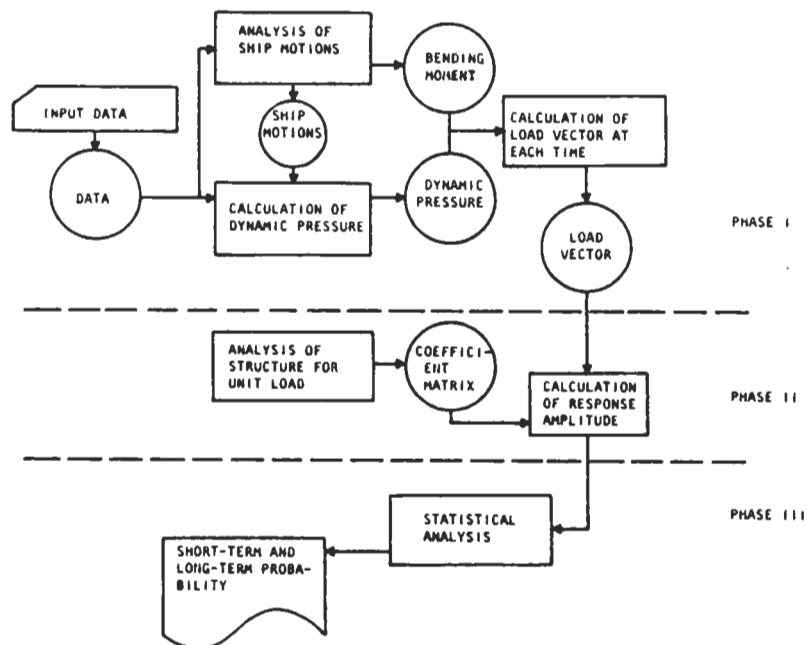 ANALYSIS OF
SHIP MOTIONS
BENDING
MOMENT
INPUT DATA
SHIP
MOTIONS
CALCULATION OF
LOAD VECTOR AT
EACH TIME
DATA
CALCULATION OF
DYNAMIC PRESSURE
DYNAMIC
PRESSURE
LOAD
VECTOR
PHASE I
ANALYSIS OF
STRUCTURE FOR
UNIT LOAD
COEFFICI-
ENT
MATRIX
CALCULATION
OF RESPONSE
AMPLITUDE
PHASE II
STATISTICAL
ANALYSIS
PHASE III
SHORT-TERM AND
LONG-TERM PROBA-
BILITY